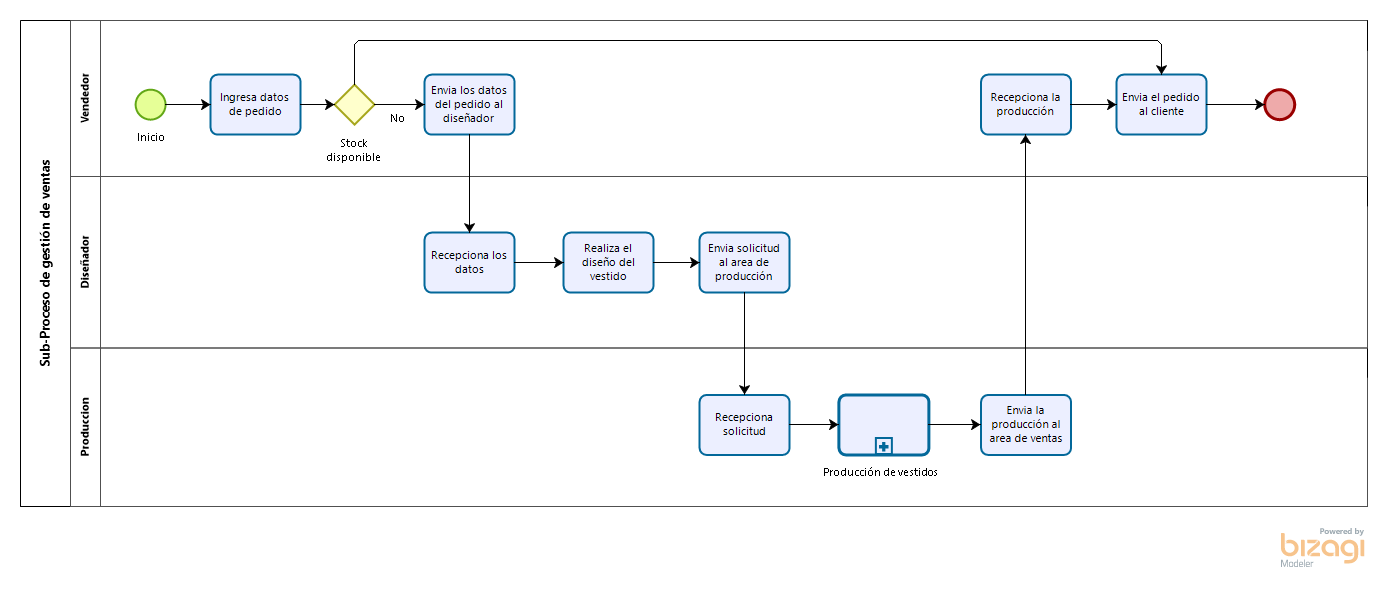 Sub-Proceso de gestión de ventas
Vendedor
Inicio
Ingresa datos
de pedido
Stock
disponible
No
Envia los datos
del pedido al
diseñador
Recepciona la
producción
Envia el pedido
al cliente
Diseñador
Recepciona los
datos
Realiza el
diseño del
vestido
Envia solicitud
al area de
producción
Produccion
Recepciona
solicitud
Producción de vestidos
Envia la
producción al
area de ventas
Powered by
bizagi
Modeler